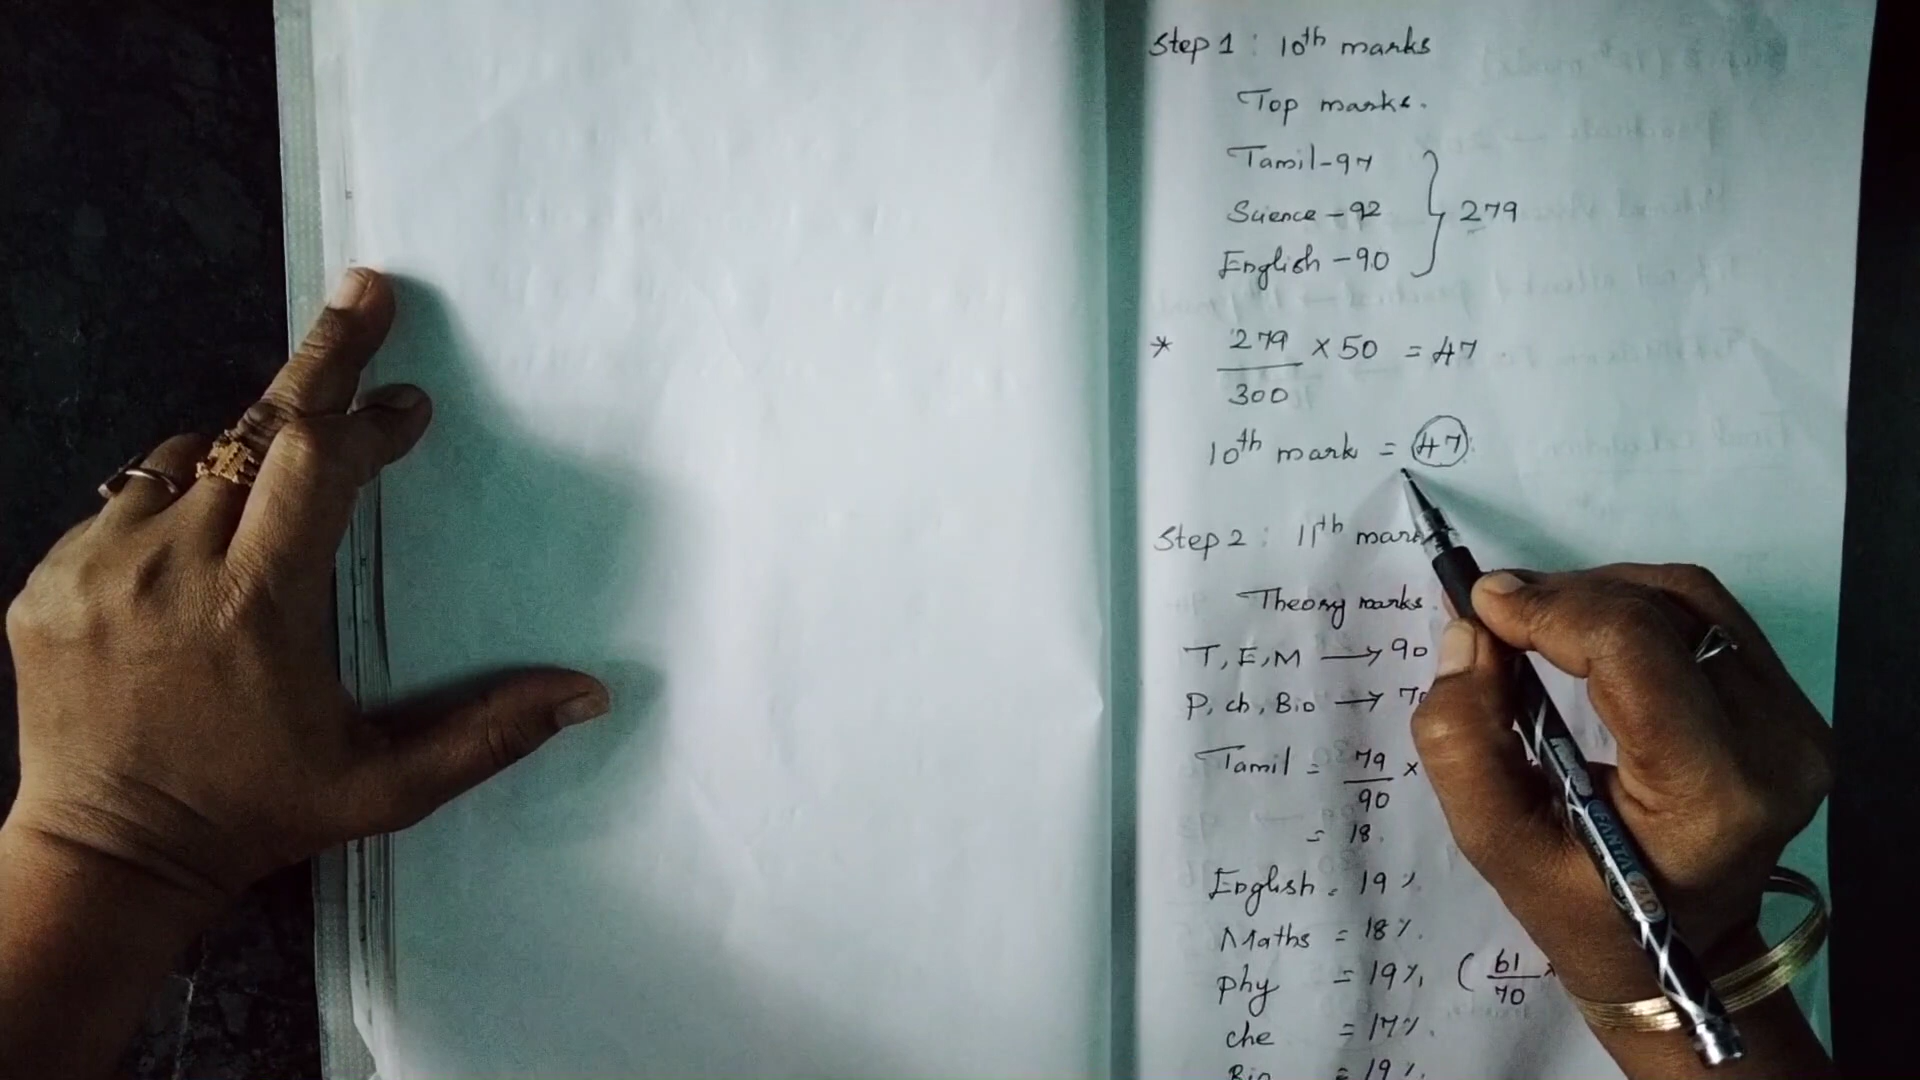 Step 1 : 10th marks
Top marks.
Tamil - 97
Science - 92
English - 90
} 279
* 279/300 × 50 = 47
10th mark = 47
Step 2 : 11th mark
Theory marks.
T, E, M → 90
P, ch, Bio → 70
Tamil = 79/90 ×
= 18.
English = 19%
Maths = 18%.
Phy = 19%, ( 61/70 ×
che = 17%.
Bio = 19%.